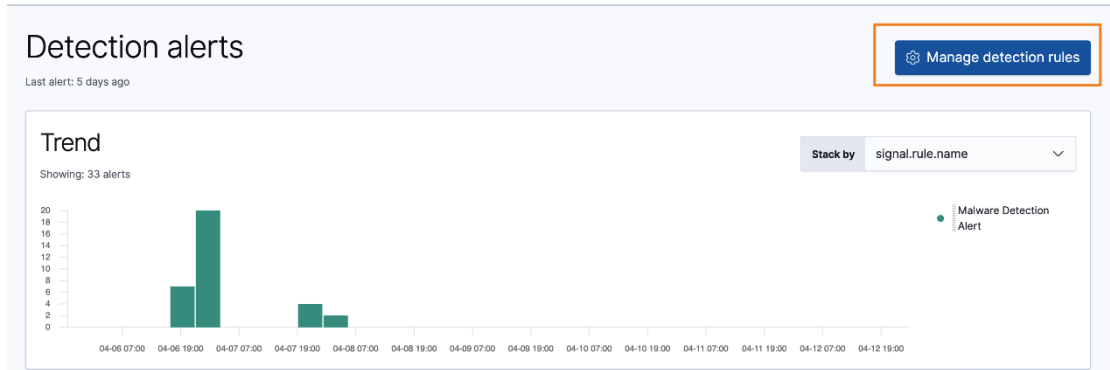 Detection alerts
Manage detection rules
Last alert: 5 days ago
Trend
Stack by signal.rule.name
Showing: 33 alerts
20
18
16
14
12
10
8
6
4
2
0
Malware Detection
Alert
04-06 07:00 04-06 19:00 04-07 07:00 04-07 19:00 04-08 07:00 04-08 19:00 04-09 07:00 04-09 19:00 04-10 07:00 04-10 19:00 04-11 07:00 04-11 19:00 04-12 07:00 04-12 19:00